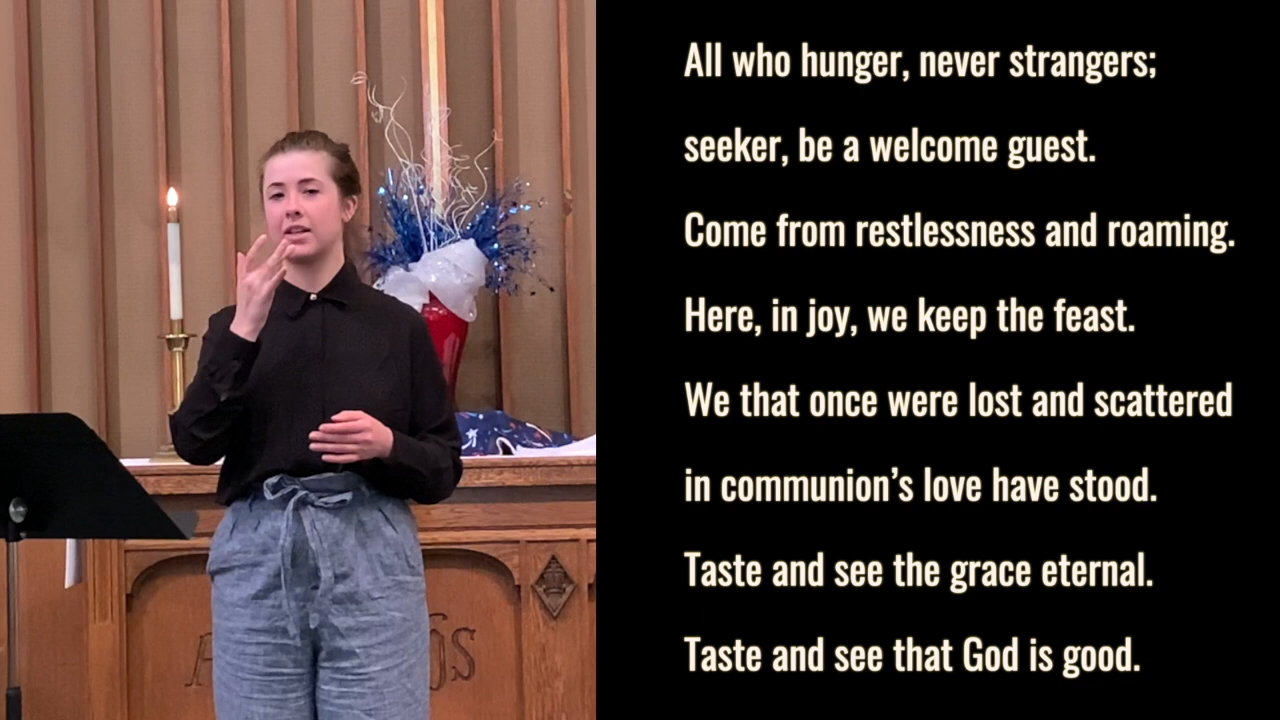 All who hunger, never strangers;
seeker, be a welcome guest.
Come from restlessness and roaming.
Here, in joy, we keep the feast.
We that once were lost and scattered
in communion’s love have stood.
Taste and see the grace eternal.
Taste and see that God is good.